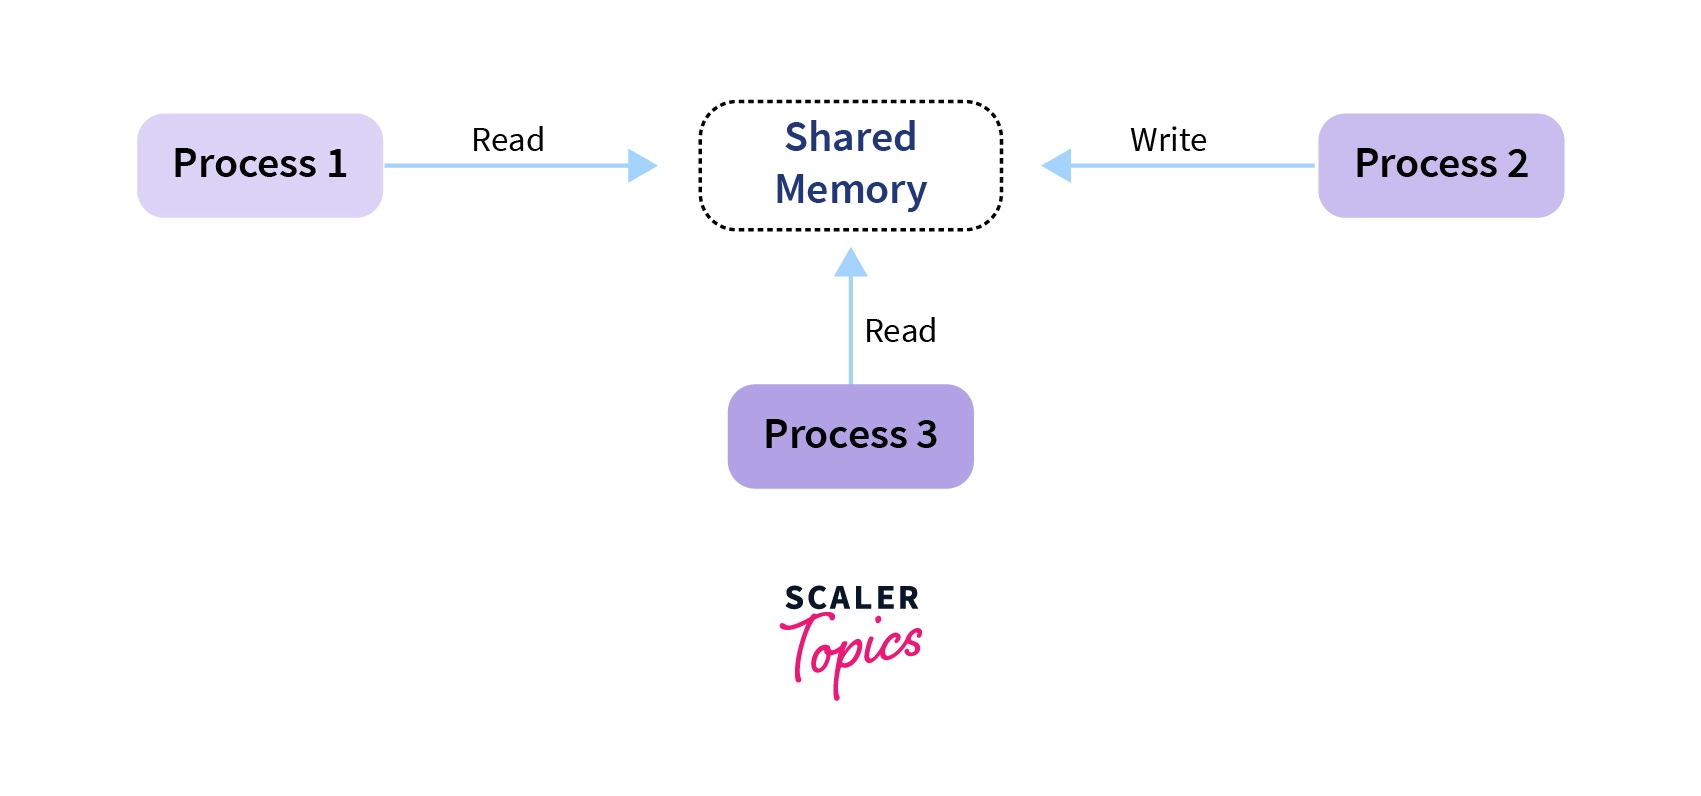 Process 1
Read
Shared
Memory
Write
Process 2
Read
Process 3
SCALER
Topics